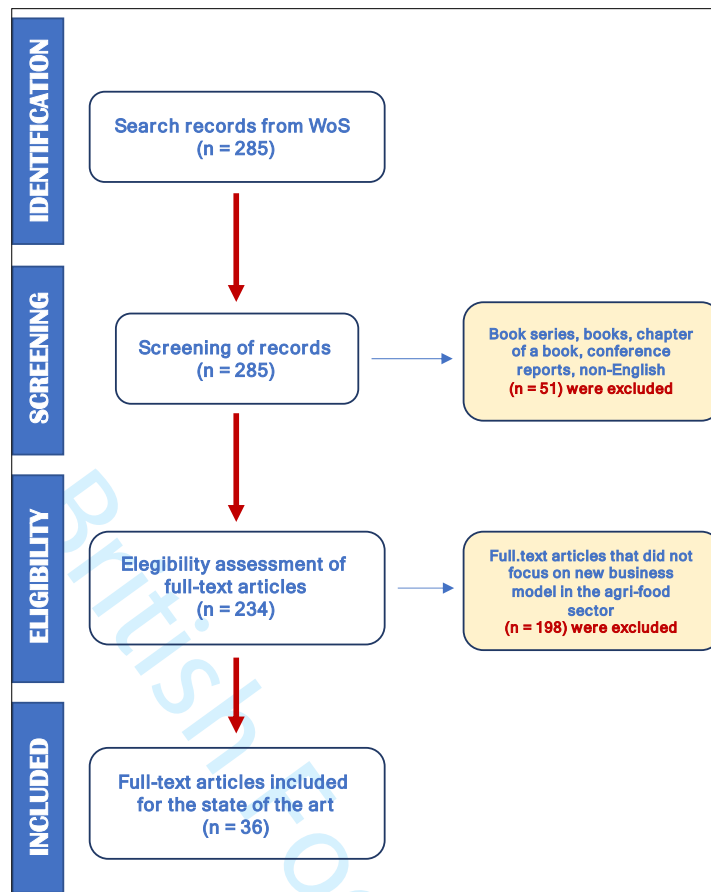 IDENTIFICATION
Search records from WoS
(n = 285)
SCREENING
Screening of records
(n = 285)
Book series, books, chapter
of a book, conference
reports, non-English
(n = 51) were excluded
ELIGIBILITY
Elegibility assessment of
full-text articles
(n = 234)
Full.text articles that did not
focus on new business
model in the agri-food
sector
(n = 198) were excluded
INCLUDED
Full-text articles included
for the state of the art
(n = 36)
British Foo